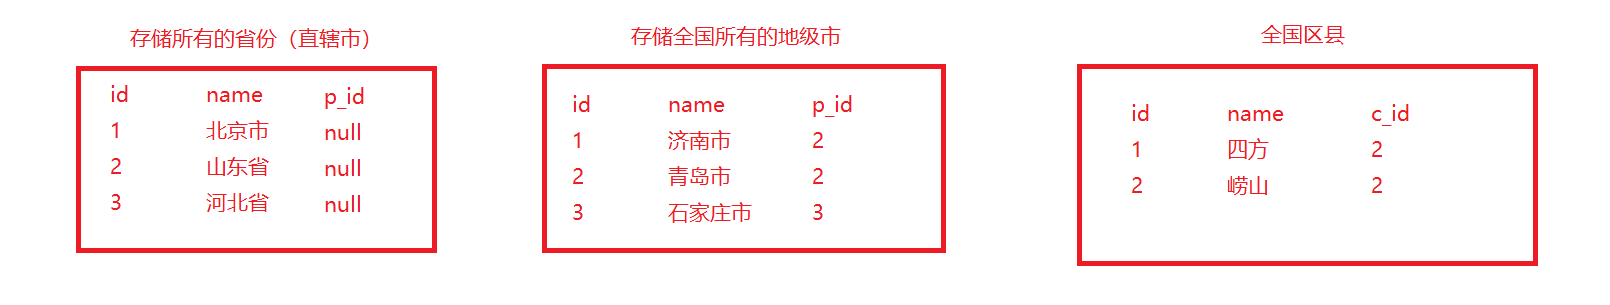 存储所有的省份（直辖市）
id name p_id
1 北京市 null
2 山东省 null
3 河北省 null
存储全国所有的地级市
id name p_id
1 济南市 2
2 青岛市 2
3 石家庄市 3
全国区县
id name c_id
1 四方 2
2 崂山 2